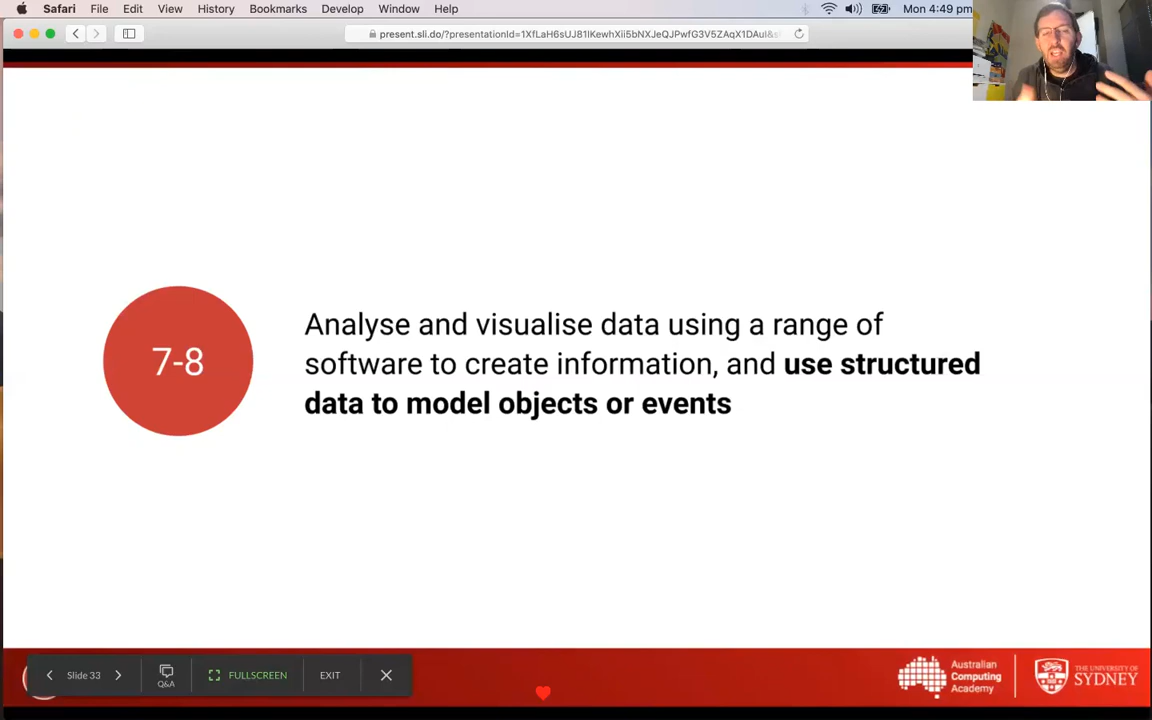 Safari File Edit View History Bookmarks Develop Window Help Mon 4:49 pm
7-8
Analyse and visualise data using a range of
software to create information, and use structured
data to model objects or events
Slide 33
Q&A
FULLSCREEN
EXIT
Australian
Computing
Academy
THE UNIVERSITY OF
SYDNEY